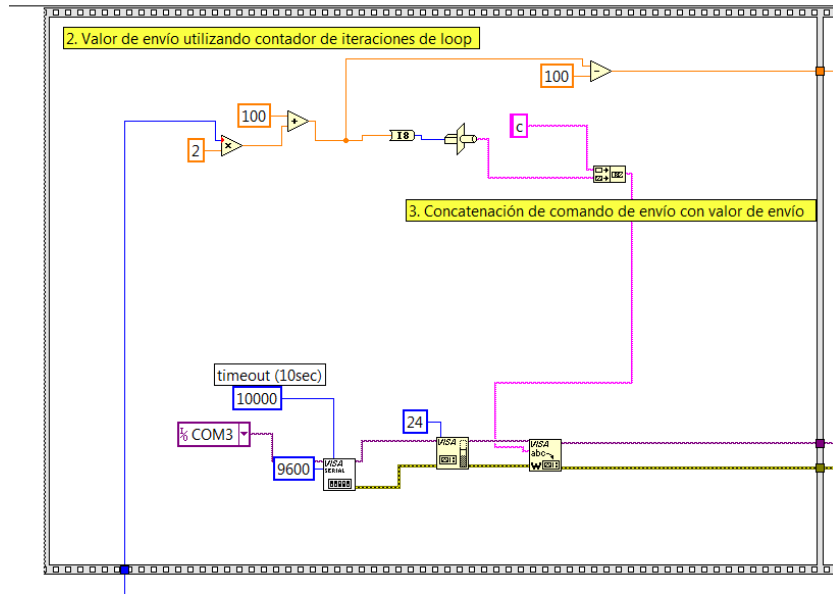 2. Valor de envío utilizando contador de iteraciones de loop
100
100
2
I8
c
3. Concatenación de comando de envío con valor de envío
timeout (10sec)
10000
24
I/O COM3
9600
VISA
SERIAL
VISA
VISA
abc
W